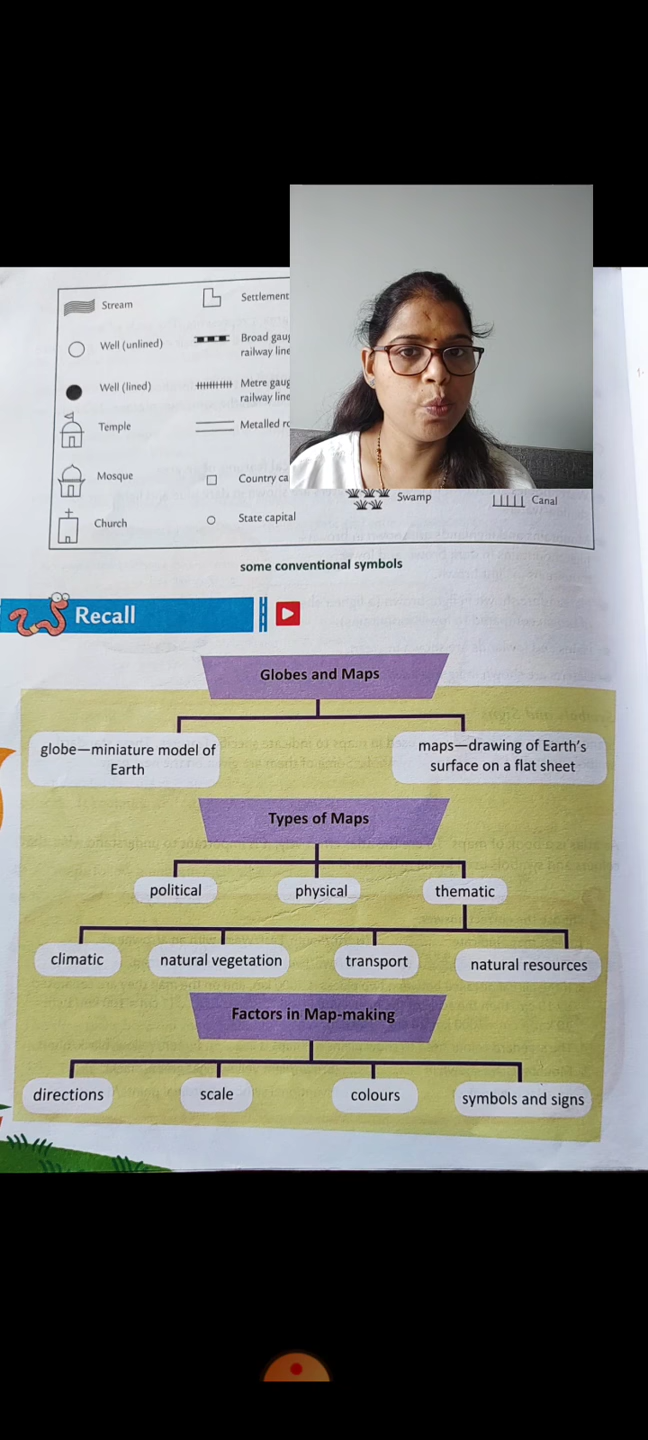 Stream
Settlement
Well (unlined)
Broad
railway line
Well (lined)
Metre
railway line
Temple
Metalled
Mosque
Country
Swamp
Canal
Church
State capital
some conventional symbols
Recall
Globes and Maps
globe—miniature model of
Earth
maps—drawing of Earth's
surface on a flat sheet
Types of Maps
political
physical
thematic
climatic
natural vegetation
transport
natural resources
Factors in Map-making
directions
scale
colours
symbols and signs